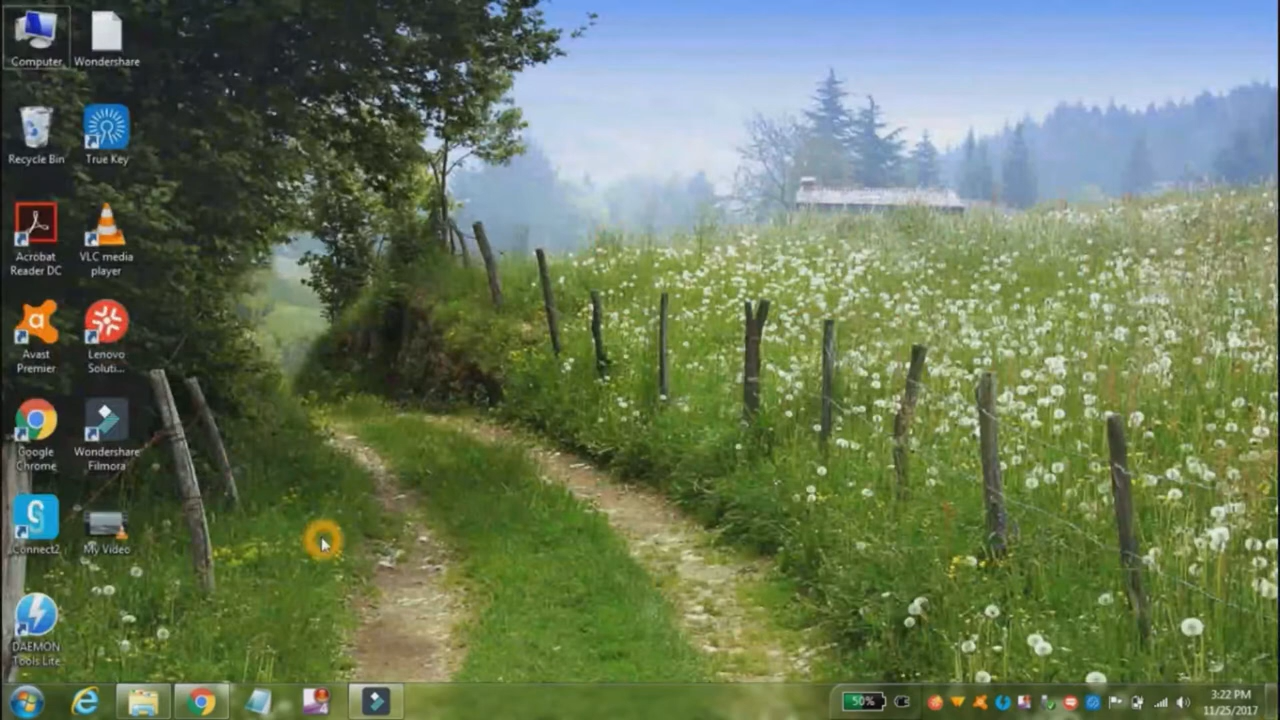 Computer
Wondershare
Recycle Bin
True Key
Acrobat
Reader DC
VLC media
player
Avast
Premier
Lenovo
Soluti...
Google
Chrome
Wondershare
Filmora
Connect2
My Video
DAEMON
Tools Lite
50%
3:22 PM
11/25/2017